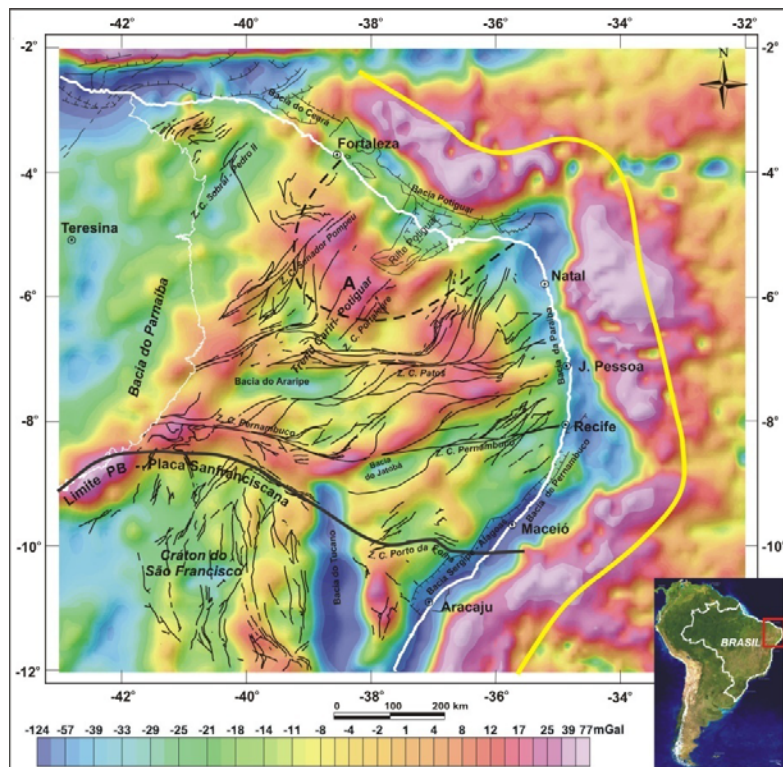 -42° -40° -38° -36° -34° -32°
-2° -2°
N
Bacia do Ceará
Fortaleza
-4° -4°
Z. C. Sobral - Pedro II
Bacia Potiguar
Teresina
Rifte Potiguar
Z. C. Senador Pompeu
Natal
A
-6° -6°
Trend Cariri Potiguar
Z. C. Portalegre
Bacia do Parnaíba
Bacia da Paraíba
J. Pessoa
Z. C. Patos
Bacia do Araripe
-8° -8°
Z. C. Pernambuco
Recife
Z. C. Pernambuco
Bacia do Jatobá
Limite PB - Placa Sanfranciscana
Bacia de Pernambuco
Maceió
-10° -10°
Z. C. Porto da Folha
Cráton do
São Francisco
Bacia do Tucano
Bacia Sergipe - Alagoas
Aracaju
BRASIL
-12° -12
-42° -40° -38° -36° -34°
0 100 200 km
-124 -57 -39 -33 -29 -25 -21 -18 -14 -11 -8 -4 -2 1 4 8 12 17 25 39 77mGal